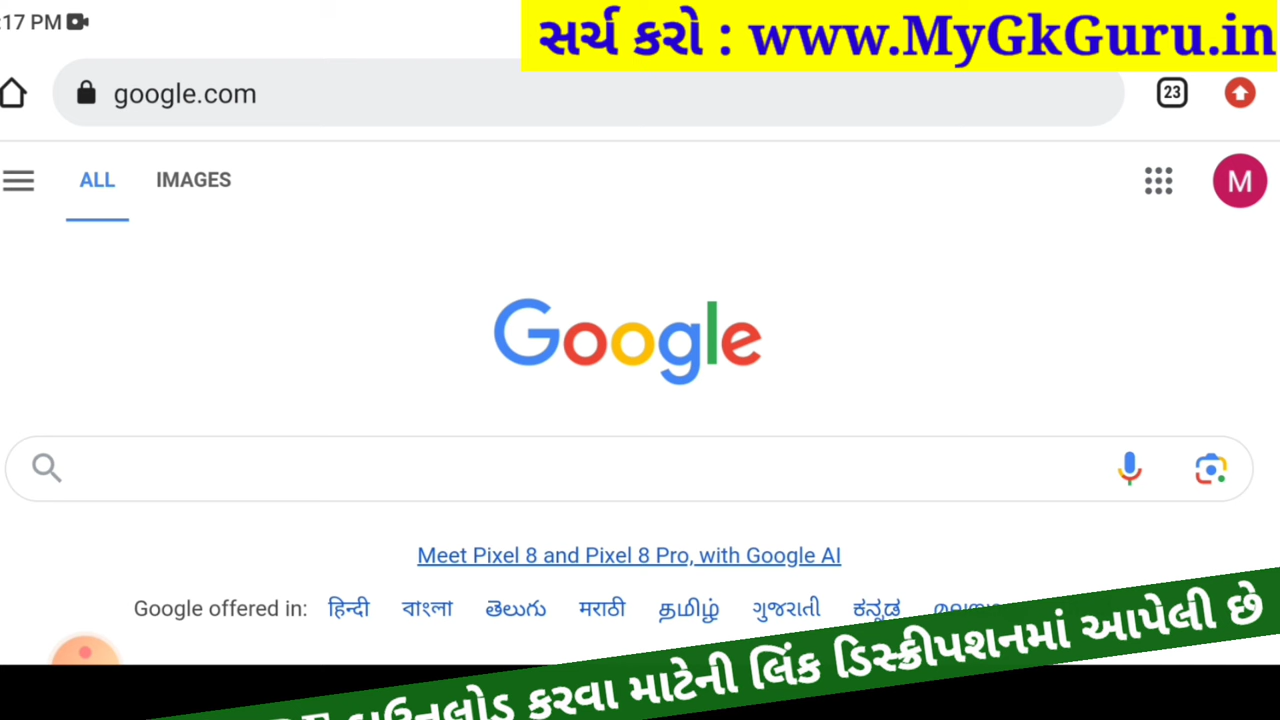 :17 PM
સર્ચ કરો : www.MyGkGuru.in
google.com
23
ALL IMAGES
M
Google
Meet Pixel 8 and Pixel 8 Pro, with Google AI
Google offered in: हिन्दी বাংলা తెలుగు मराठी தமிழ் ગુજરાતી ಕನ್ನಡ
ડાઉનલોડ કરવા માટેની લિંક ડિસ્ક્રીપશનમાં આપેલી છે